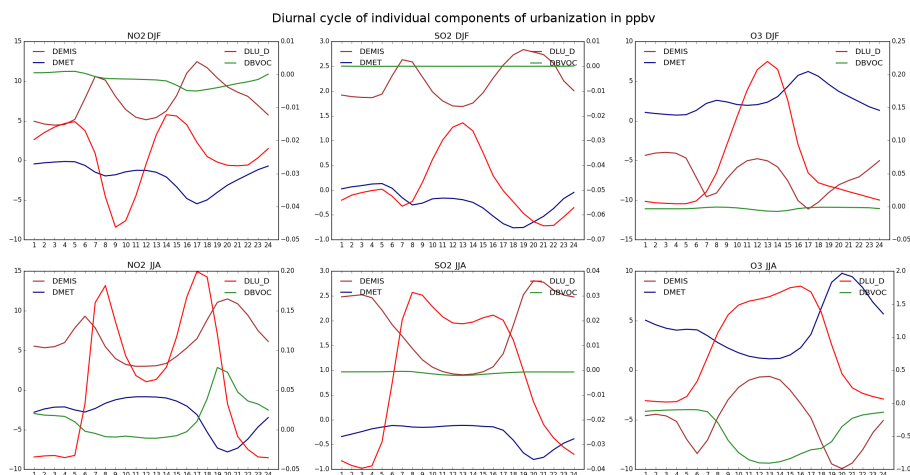 Diurnal cycle of individual components of urbanization in ppbv
NO2 DJF
SO2 DJF
O3 DJF
15 DEMIS DMET DLU_D DBVOC 0.01
10 0.00
5 −0.01
0 −0.02
−5 −0.03
−0.04
−10 −0.05
1 2 3 4 5 6 7 8 9 10 11 12 13 14 15 16 17 18 19 20 21 22 23 24
3.0 DEMIS DMET DLU_D DBVOC 0.01
2.5 0.00
2.0 −0.01
1.5 −0.02
1.0 −0.03
0.5 −0.04
0.0 −0.05
−0.5 −0.06
−1.0 −0.07
1 2 3 4 5 6 7 8 9 10 11 12 13 14 15 16 17 18 19 20 21 22 23 24
10 DEMIS DMET DLU_D DBVOC 0.25
5 0.20
0 0.15
−5 0.10
0.05
−10 0.00
−15 −0.05
1 2 3 4 5 6 7 8 9 10 11 12 13 14 15 16 17 18 19 20 21 22 23 24
NO2 JJA
SO2 JJA
O3 JJA
15 DEMIS DMET DLU_D DBVOC 0.20
10 0.15
5 0.10
0 0.05
−5 0.00
−10 −0.05
1 2 3 4 5 6 7 8 9 10 11 12 13 14 15 16 17 18 19 20 21 22 23 24
3.0 DEMIS DMET DLU_D DBVOC 0.04
2.5 0.03
2.0 0.02
1.5 0.01
1.0 0.00
0.5 −0.01
0.0 −0.02
−0.5 −0.03
−1.0 −0.04
1 2 3 4 5 6 7 8 9 10 11 12 13 14 15 16 17 18 19 20 21 22 23 24
10 DEMIS DMET DLU_D DBVOC 2.0
5 1.5
1.0
0 0.5
−5 0.0
−0.5
−10 −1.0
1 2 3 4 5 6 7 8 9 10 11 12 13 14 15 16 17 18 19 20 21 22 23 24